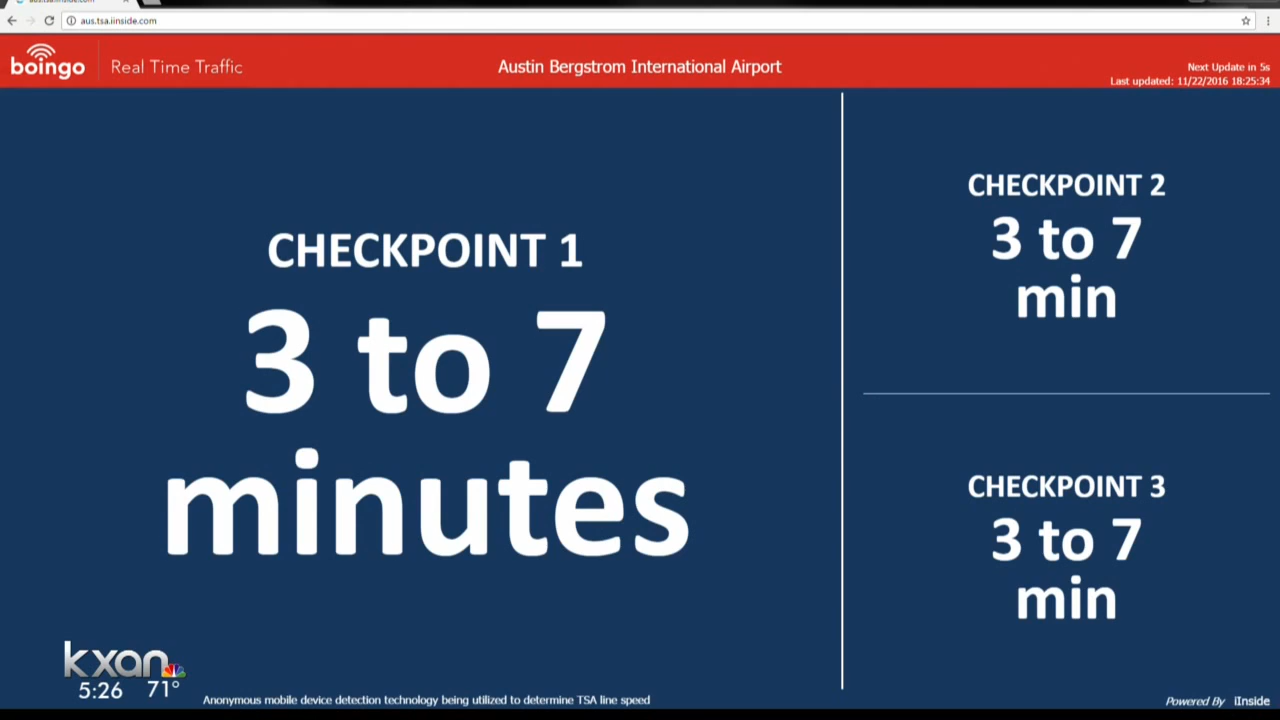 aus.tsa.iinside.com
boingo
Real Time Traffic
Austin Bergstrom International Airport
Next Update in 5s
Last updated: 11/22/2016 18:25:34
CHECKPOINT 1
3 to 7
minutes
CHECKPOINT 2
3 to 7
min
CHECKPOINT 3
3 to 7
min
kxan
5:26 71°
Anonymous mobile device detection technology being utilized to determine TSA line speed
Powered By iInside